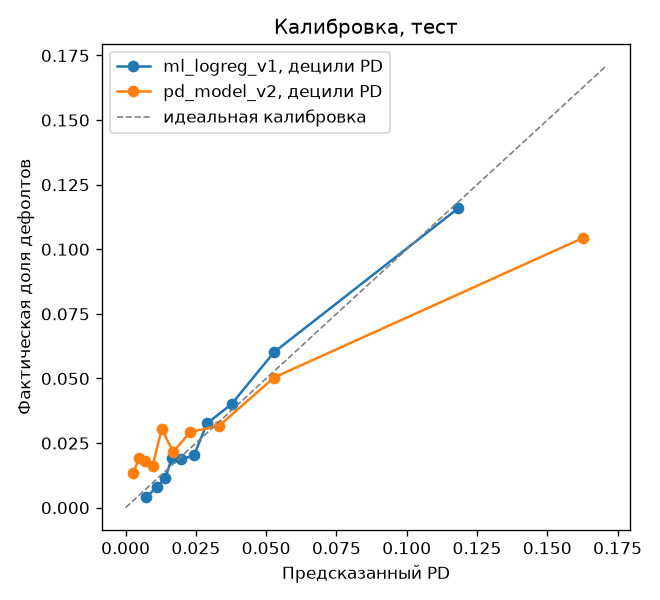 Калибровка, тест
ml_logreg_v1, децили PD
pd_model_v2, децили PD
идеальная калибровка
Фактическая доля дефолтов
0.175
0.150
0.125
0.100
0.075
0.050
0.025
0.000
0.000 0.025 0.050 0.075 0.100 0.125 0.150 0.175
Предсказанный PD